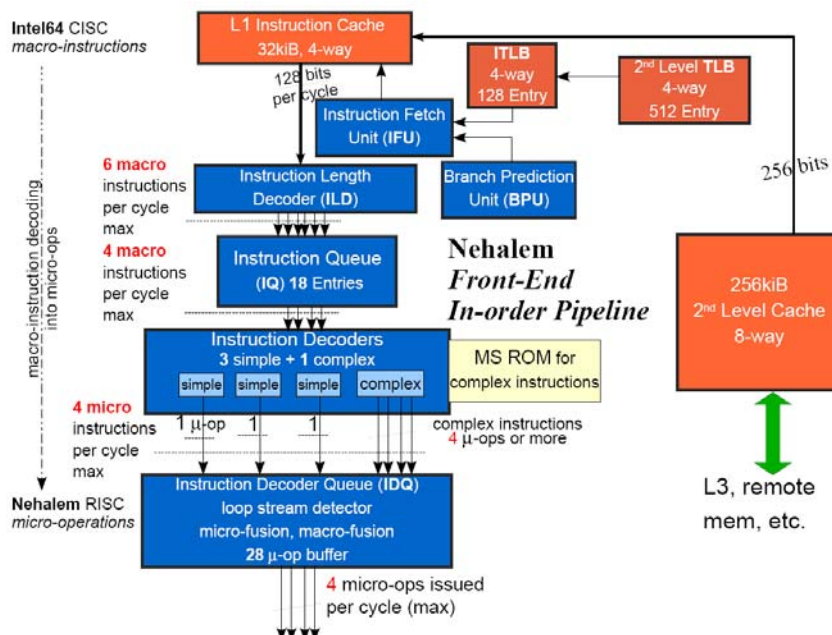 Intel64 CISC
macro-instructions
L1 Instruction Cache
32kiB, 4-way
128 bits
per cycle
ITLB
4-way
128 Entry
2nd Level TLB
4-way
512 Entry
Instruction Fetch
Unit (IFU)
6 macro
instructions
per cycle
max
Instruction Length
Decoder (ILD)
Branch Prediction
Unit (BPU)
256 bits
macro-instruction decoding
into micro-ops
4 macro
instructions
per cycle
max
Instruction Queue
(IQ) 18 Entries
Nehalem
Front-End
In-order Pipeline
256kiB
2nd Level Cache
8-way
Instruction Decoders
3 simple + 1 complex
simple
simple
simple
complex
MS ROM for
complex instructions
4 micro
instructions
per cycle
max
1 μ-op
1
1
complex instructions
4 μ-ops or more
L3, remote
mem, etc.
Nehalem RISC
micro-operations
Instruction Decoder Queue (IDQ)
loop stream detector
micro-fusion, macro-fusion
28 μ-op buffer
4 micro-ops issued
per cycle (max)